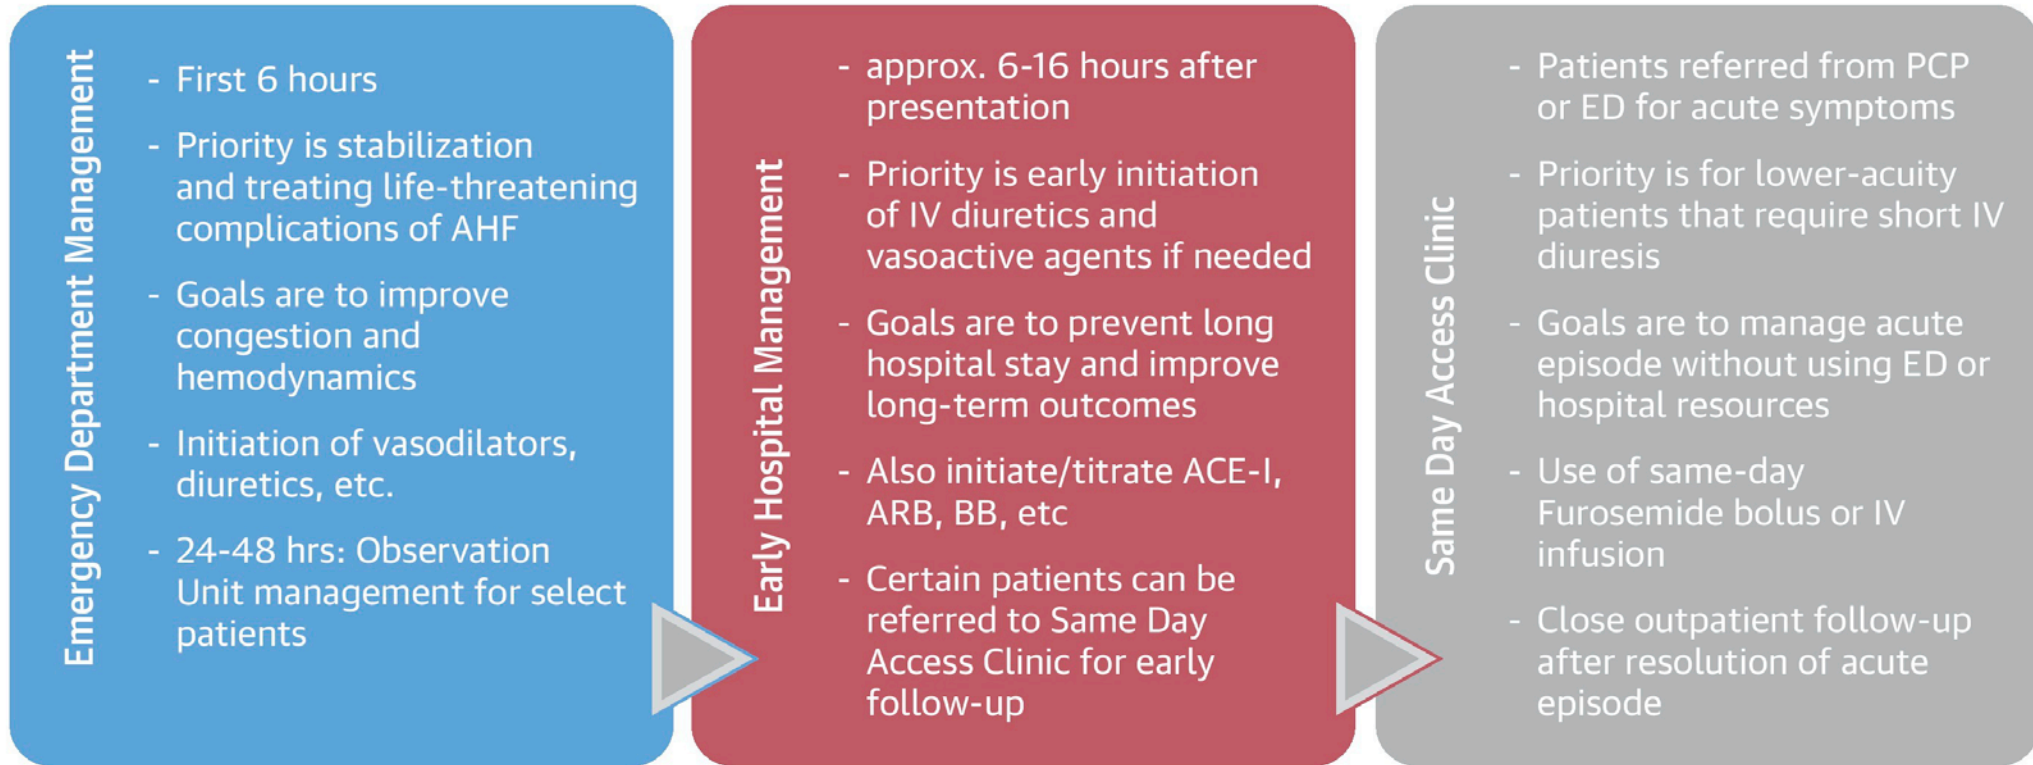 Emergency Department Management
- First 6 hours
- Priority is stabilization
and treating life-threatening
complications of AHF
- Goals are to improve
congestion and
hemodynamics
- Initiation of vasodilators,
diuretics, etc.
- 24-48 hrs: Observation
Unit management for select
patients
Early Hospital Management
- approx. 6-16 hours after
presentation
- Priority is early initiation
of IV diuretics and
vasoactive agents if needed
- Goals are to prevent long
hospital stay and improve
long-term outcomes
- Also initiate/titrate ACE-I,
ARB, BB, etc
- Certain patients can be
referred to Same Day
Access Clinic for early
follow-up
Same Day Access Clinic
- Patients referred from PCP
or ED for acute symptoms
- Priority is for lower-acuity
patients that require short IV
diuresis
- Goals are to manage acute
episode without using ED or
hospital resources
- Use of same-day
Furosemide bolus or IV
infusion
- Close outpatient follow-up
after resolution of acute
episode